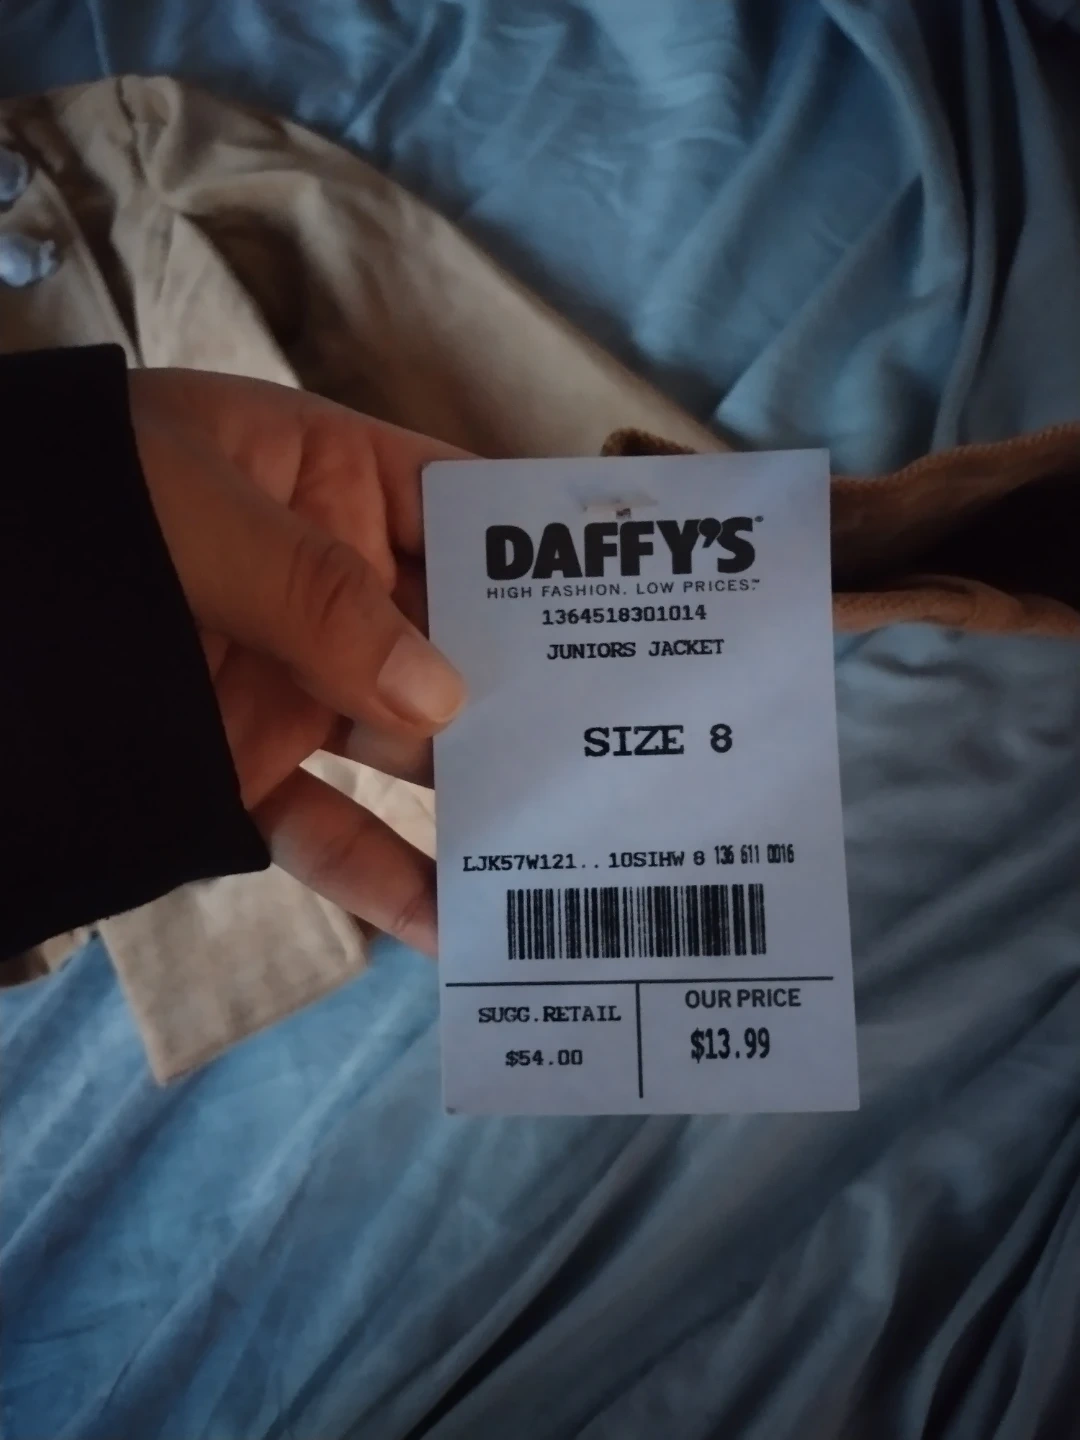 DAFFY'S®
HIGH FASHION. LOW PRICES.™
1364518301014
JUNIORS JACKET
SIZE 8
LJK57W121..10SIHW 8 136 611 0016
SUGG.RETAIL
$54.00
OUR PRICE
$13.99